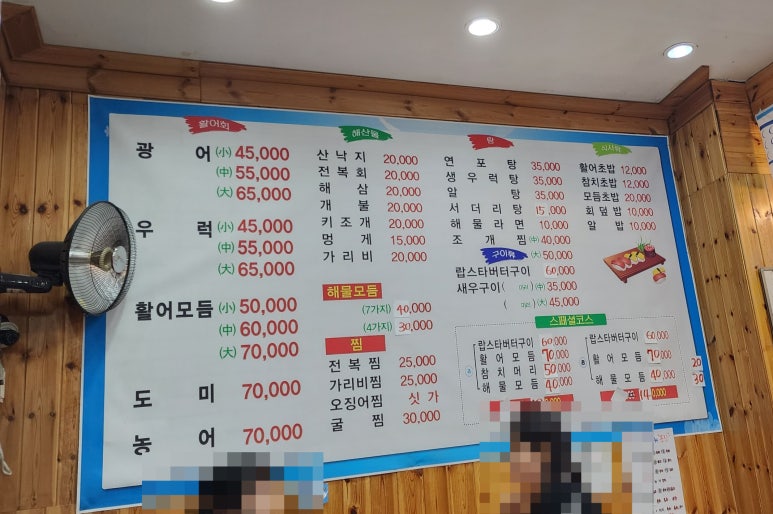 활어회
광 어 (小) 45,000
(中) 55,000
(大) 65,000
우 럭 (小) 45,000
(中) 55,000
(大) 65,000
활어모듬 (小) 50,000
(中) 60,000
(大) 70,000
도 미 70,000
농 어 70,000
해산물
산낙지 20,000
전복회 20,000
해 삼 20,000
개 불 20,000
키조개 20,000
멍 게 15,000
가리비 20,000
해물모듬
(7가지) 40,000
(4가지) 30,000
찜
전복찜 25,000
가리비찜 25,000
오징어찜 싯가
굴 찜 30,000
탕
연포탕 35,000
생우럭탕 35,000
알 탕 35,000
서더리탕 15,000
해물라면 10,000
조개찜 (中) 40,000
(大) 50,000
구이류
랍스타버터구이 60,000
새우구이 ( 마리) (中) 35,000
( 마리) (大) 45,000
식사류
활어초밥 12,000
참치초밥 12,000
모듬초밥 20,000
회덮밥 10,000
알 밥 10,000
스페셜코스
랍스타버터구이 60,000
활어모듬 70,000
참치머리 50,000
해물모듬 40,000
랍스타버터구이 60,000
활어모듬 70,000
해물모듬 40,000
20
30